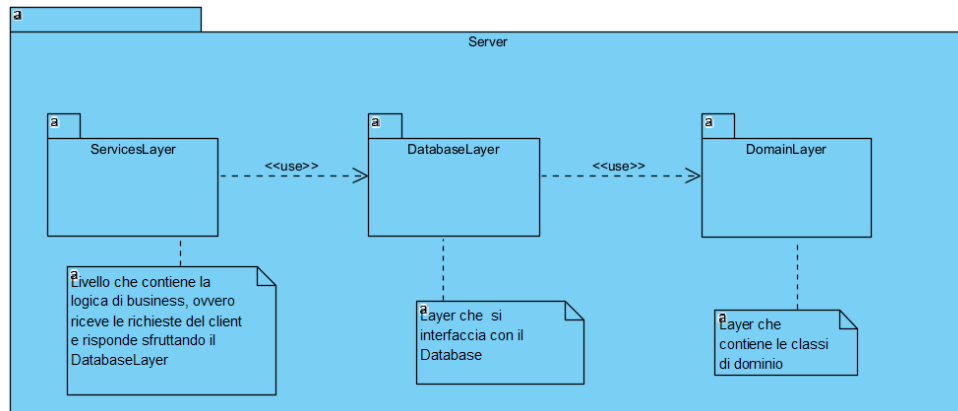 a
Server
a
a
a
ServicesLayer
DatabaseLayer
DomainLayer
<<use>>
<<use>>
a
Livello che contiene la
logica di business, ovvero
riceve le richieste del client
e risponde sfruttando il
DatabaseLayer
a
Layer che si
interfaccia con il
Database
a
Layer che
contiene le classi
di dominio